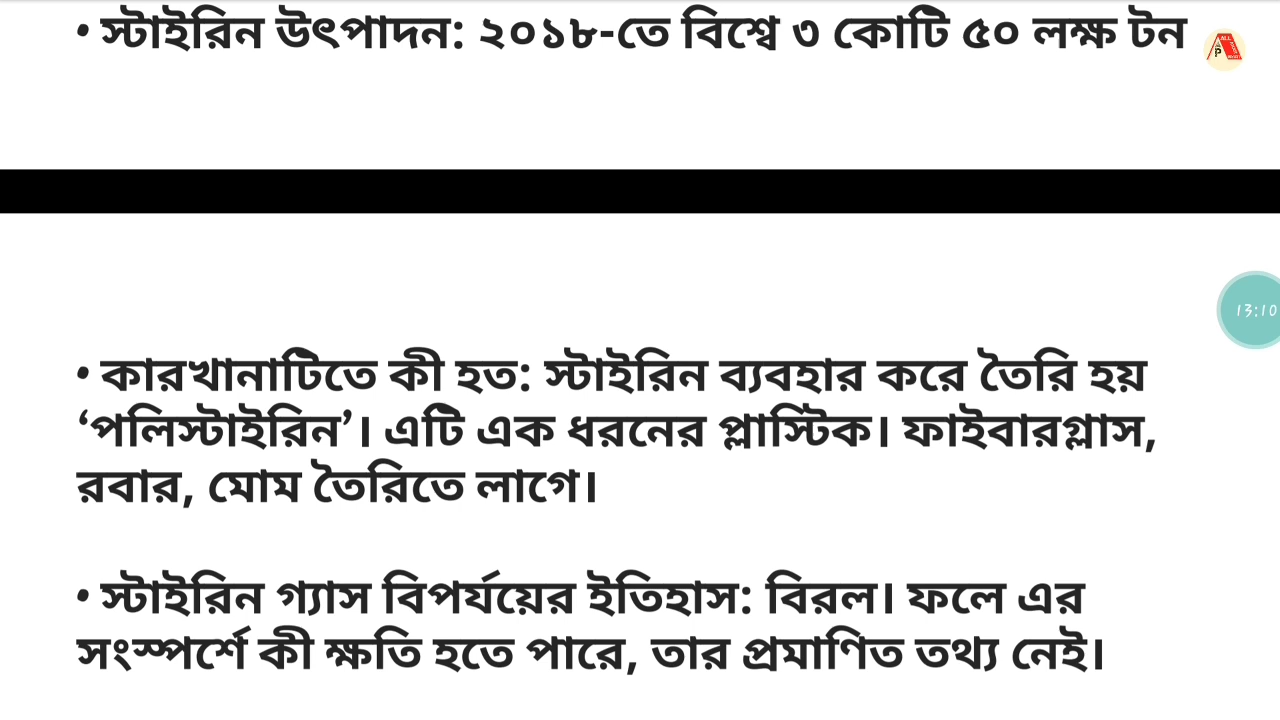 • স্টাইরিন উৎপাদন: ২০১৮-তে বিশ্বে ৩ কোটি ৫০ লক্ষ টন
13:10
• কারখানাটিতে কী হত: স্টাইরিন ব্যবহার করে তৈরি হয়
‘পলিস্টাইরিন’। এটি এক ধরনের প্লাস্টিক। ফাইবারগ্লাস,
রবার, মোম তৈরিতে লাগে।
• স্টাইরিন গ্যাস বিপর্যয়ের ইতিহাস: বিরল। ফলে এর
সংস্পর্শে কী ক্ষতি হতে পারে, তার প্রমাণিত তথ্য নেই।